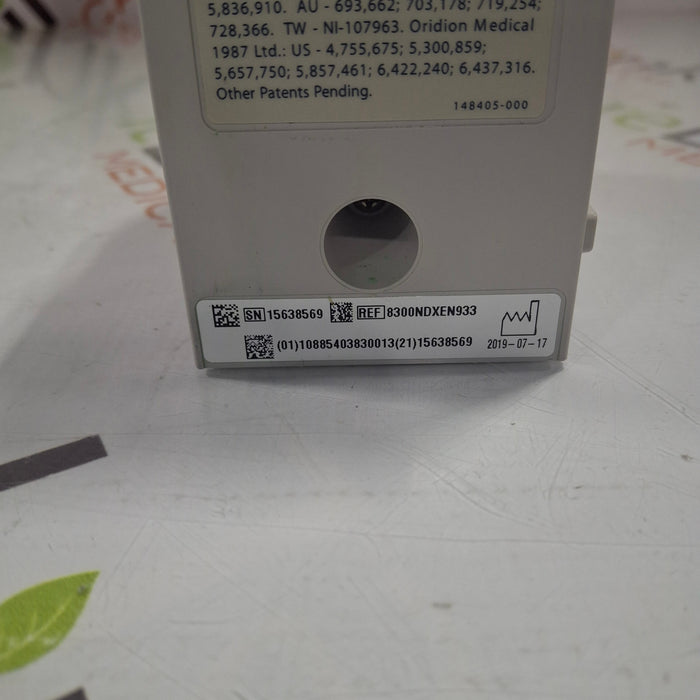 5,836,910. AU - 693,662; 703,178; 719,254;
728,366. TW - NI-107963. Oridion Medical
1987 Ltd.: US - 4,755,675; 5,300,859;
5,657,750; 5,857,461; 6,422,240; 6,437,316.
Other Patents Pending.
148405-000
SN 15638569 REF 8300NDXEN933
(01)10885403830013(21)15638569 2019-07-17
MEDICA